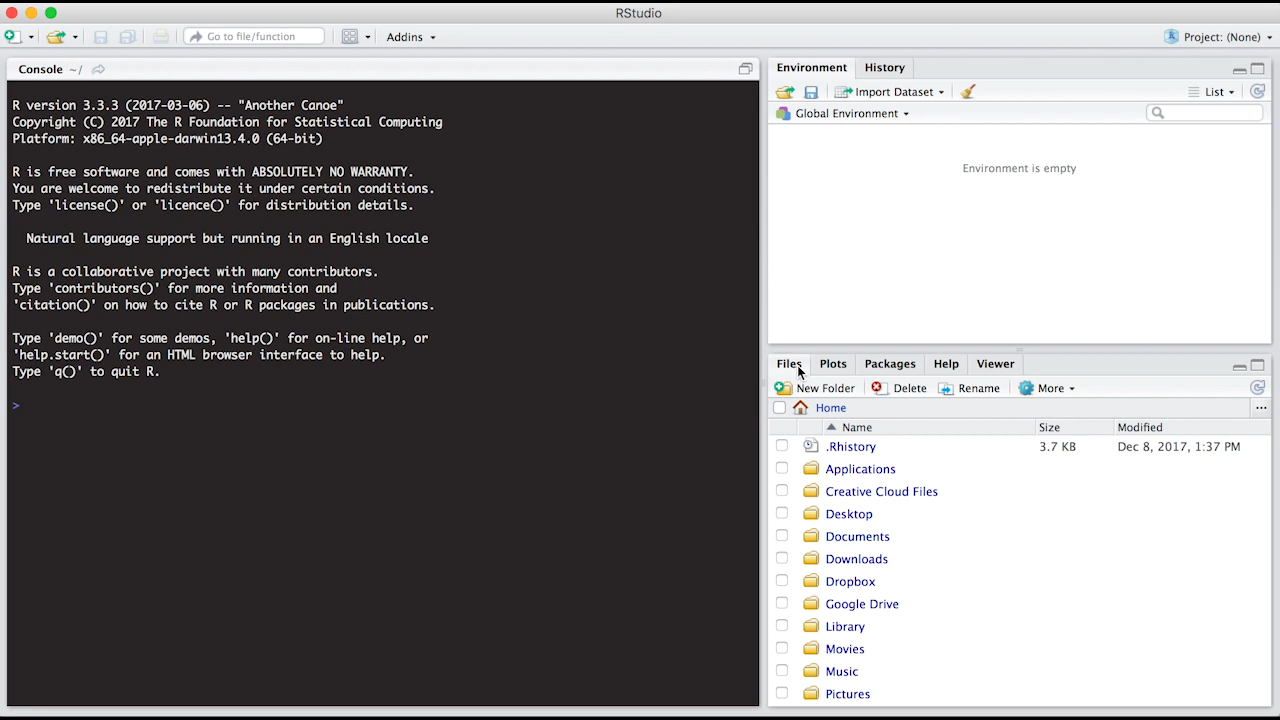 RStudio
Go to file/function
Addins
Project: (None)
Console ~/
R version 3.3.3 (2017-03-06) -- "Another Canoe"
Copyright (C) 2017 The R Foundation for Statistical Computing
Platform: x86_64-apple-darwin13.4.0 (64-bit)
R is free software and comes with ABSOLUTELY NO WARRANTY.
You are welcome to redistribute it under certain conditions.
Type 'license()' or 'licence()' for distribution details.
Natural language support but running in an English locale
R is a collaborative project with many contributors.
Type 'contributors()' for more information and
'citation()' on how to cite R or R packages in publications.
Type 'demo()' for some demos, 'help()' for on-line help, or
'help.start()' for an HTML browser interface to help.
Type 'q()' to quit R.
>
Environment History
Import Dataset List
Global Environment
Environment is empty
Files Plots Packages Help Viewer
New Folder Delete Rename More
Home ...
Name Size Modified
.Rhistory 3.7 KB Dec 8, 2017, 1:37 PM
Applications
Creative Cloud Files
Desktop
Documents
Downloads
Dropbox
Google Drive
Library
Movies
Music
Pictures